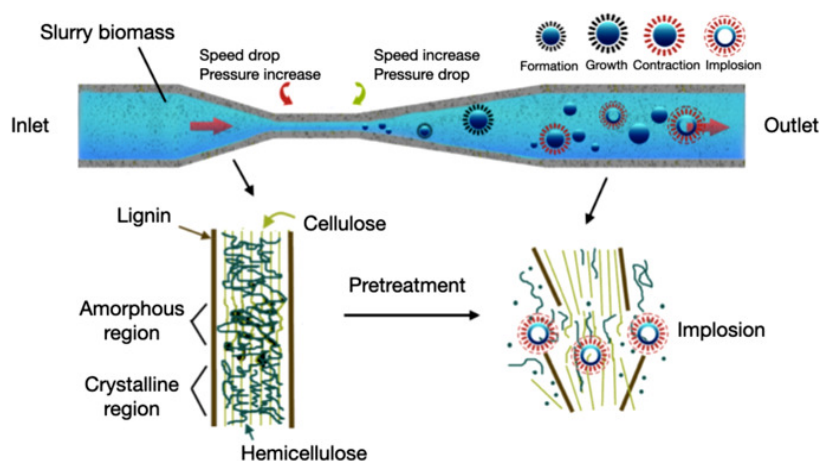 Slurry biomass
Speed drop
Pressure increase
Speed increase
Pressure drop
Formation
Growth
Contraction
Implosion
Inlet
Outlet
Lignin
Cellulose
Amorphous
region
Pretreatment
Implosion
Crystalline
region
Hemicellulose